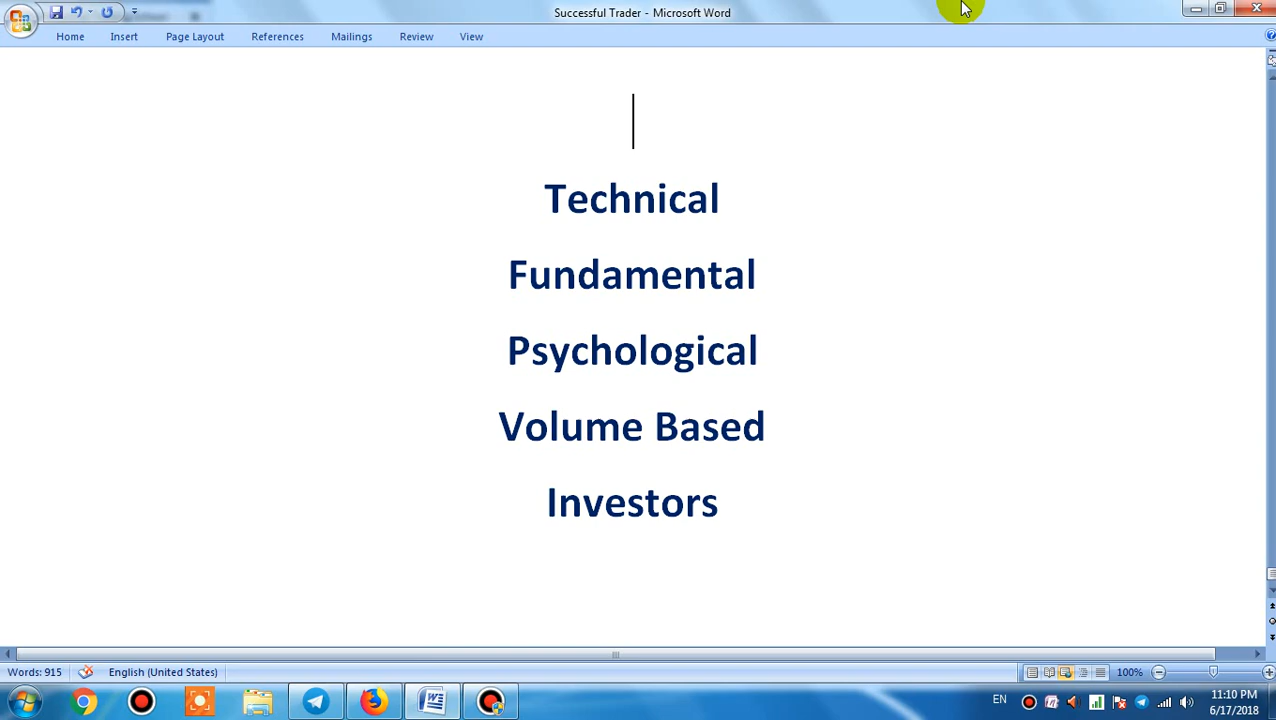 Successful Trader - Microsoft Word
Home Insert Page Layout References Mailings Review View
Technical
Fundamental
Psychological
Volume Based
Investors
Words: 915 English (United States) 100%
EN 11:10 PM
6/17/2018